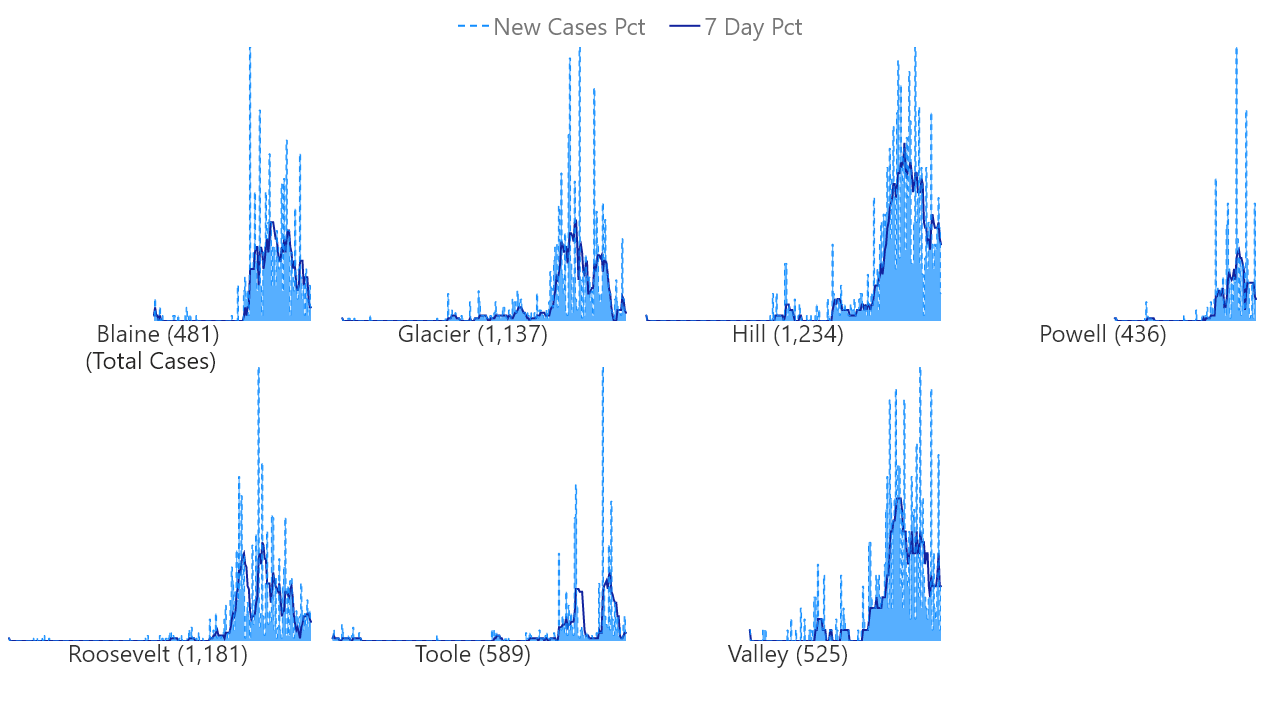 New Cases Pct 7 Day Pct
Blaine (481) Glacier (1,137) Hill (1,234) Powell (436)
(Total Cases)
Roosevelt (1,181) Toole (589) Valley (525)